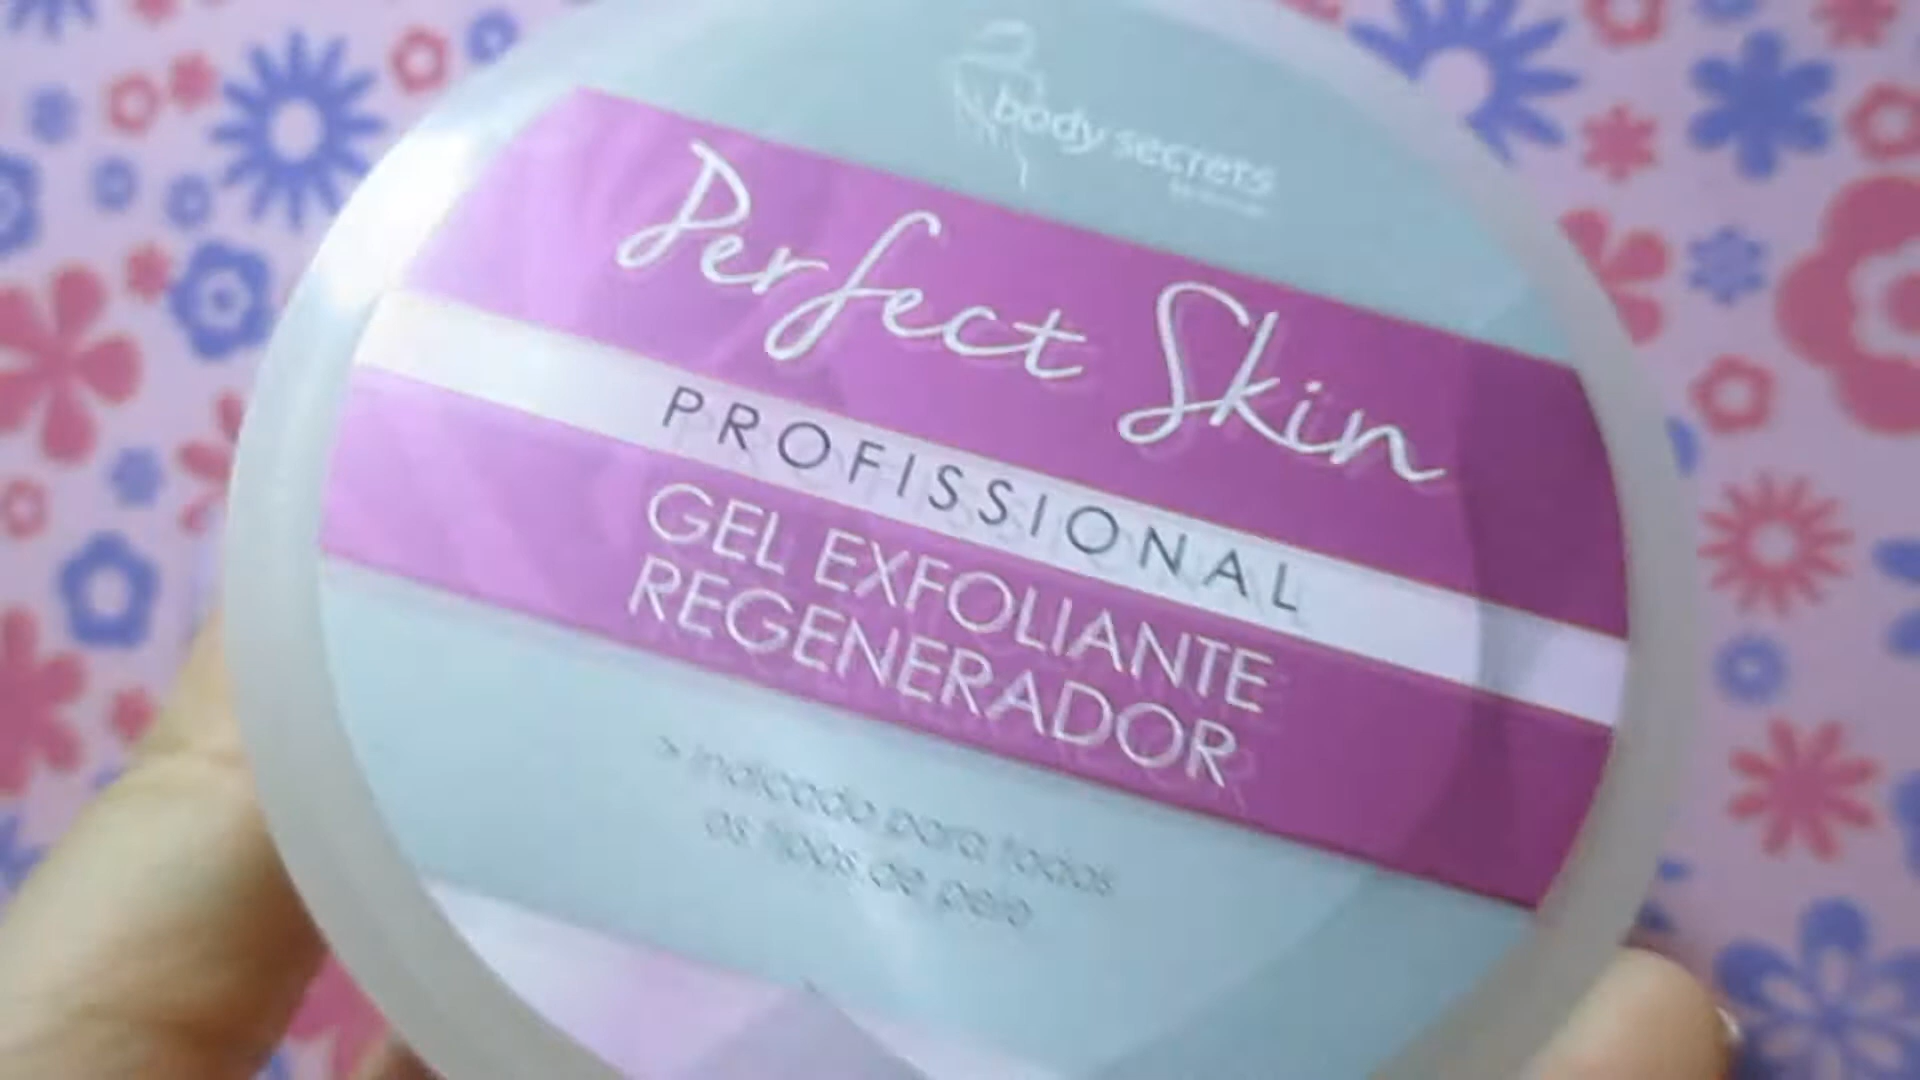 body secrets
Perfect Skin
PROFISSIONAL
GEL EXFOLIANTE
REGENERADOR
> Indicado para todos
os tipos de pele